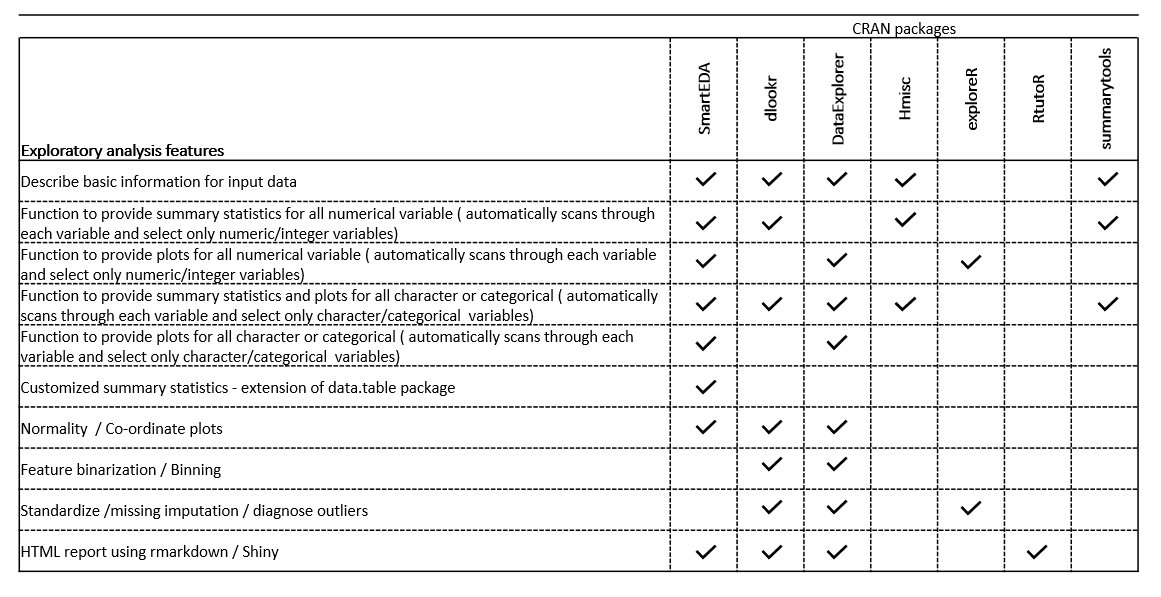 CRAN packages
Exploratory analysis features
SmartEDA
dlookr
DataExplorer
Hmisc
exploreR
RtutoR
summarytools
Describe basic information for input data
Function to provide summary statistics for all numerical variable ( automatically scans through
each variable and select only numeric/integer variables)
Function to provide plots for all numerical variable ( automatically scans through each variable
and select only numeric/integer variables)
Function to provide summary statistics and plots for all character or categorical ( automatically
scans through each variable and select only character/categorical  variables)
Function to provide plots for all character or categorical ( automatically scans through each
variable and select only character/categorical  variables)
Customized summary statistics - extension of data.table package
Normality  / Co-ordinate plots
Feature binarization / Binning
Standardize /missing imputation / diagnose outliers
HTML report using rmarkdown / Shiny